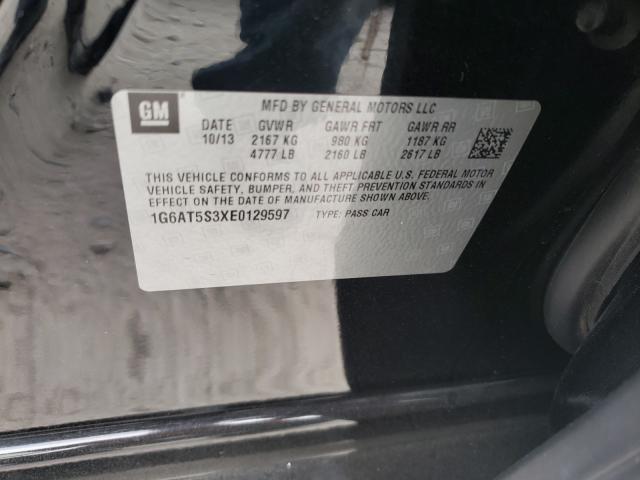 GM
MFD BY GENERAL MOTORS LLC
DATE GVWR GAWR FRT GAWR RR
10/13 2167 KG 980 KG 1187 KG
4777 LB 2160 LB 2617 LB
THIS VEHICLE CONFORMS TO ALL APPLICABLE U.S. FEDERAL MOTOR
VEHICLE SAFETY, BUMPER, AND THEFT PREVENTION STANDARDS IN
EFFECT ON THE DATE OF MANUFACTURE SHOWN ABOVE.
1G6AT5S3XE0129597 TYPE: PASS CAR